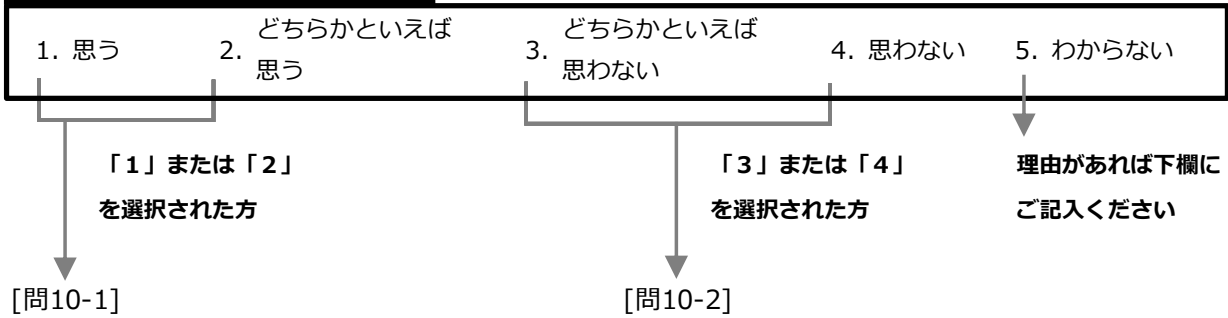 1. 思う 2. どちらかといえば思う 3. どちらかといえば思わない 4. 思わない 5. わからない
「１」または「２」
を選択された方
「３」または「４」
を選択された方
理由があれば下欄に
ご記入ください
[問10-1] [問10-2]